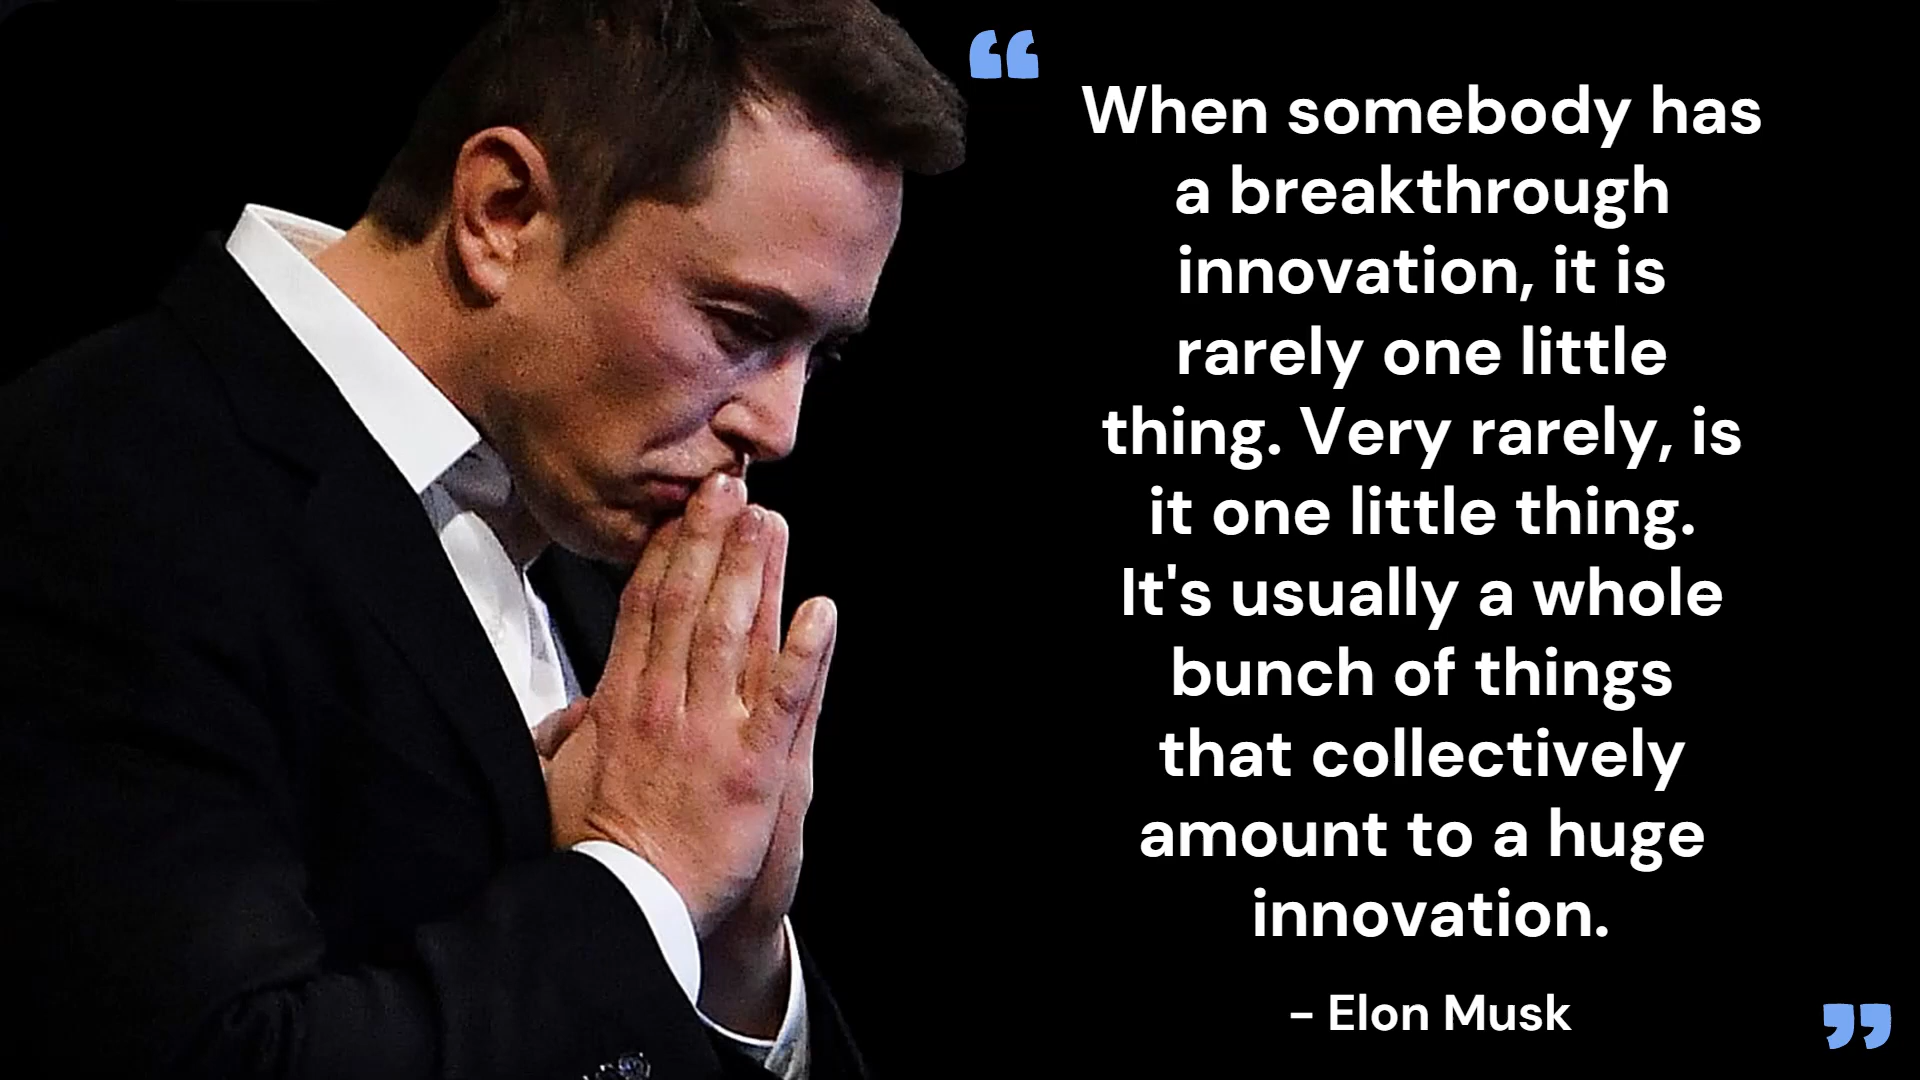 “
When somebody has
a breakthrough
innovation, it is
rarely one little
thing. Very rarely, is
it one little thing.
It's usually a whole
bunch of things
that collectively
amount to a huge
innovation.
– Elon Musk
”